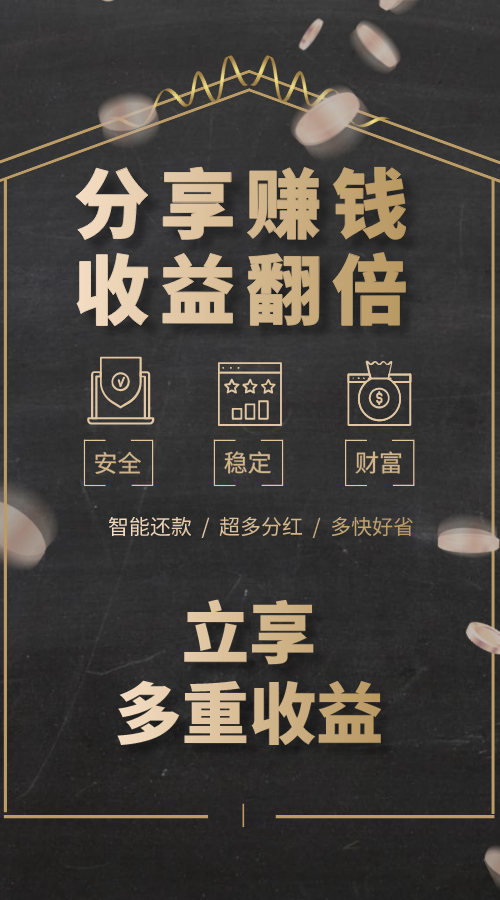 分享赚钱
收益翻倍
安全 稳定 财富
智能还款 / 超多分红 / 多快好省
立享
多重收益